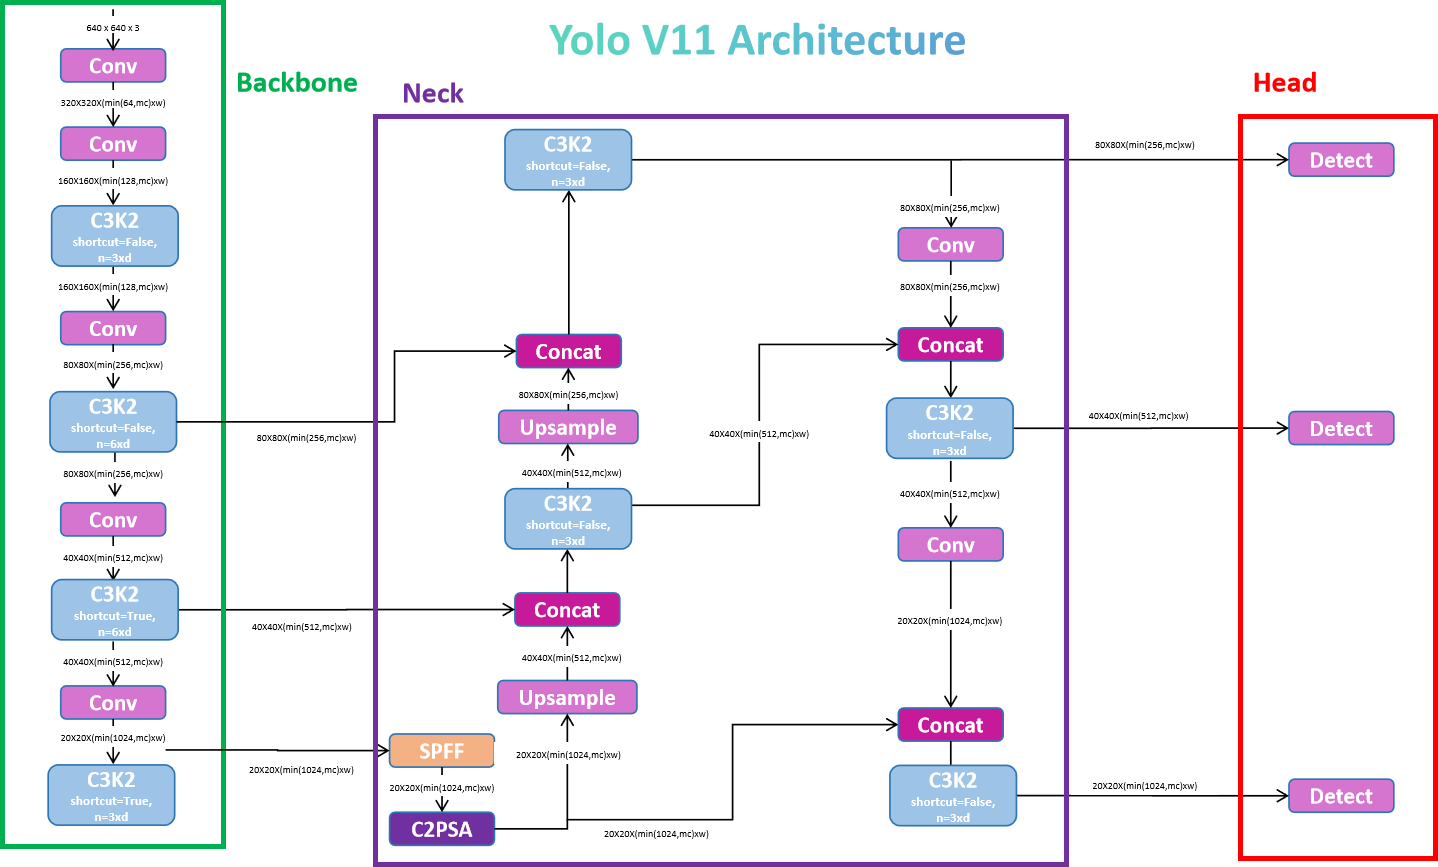 Yolo V11 Architecture
Backbone
640 x 640 x 3
Conv
320X320X(min(64,mc)xw)
Conv
160X160X(min(128,mc)xw)
C3K2
shortcut=False,
n=3xd
160X160X(min(128,mc)xw)
Conv
80X80X(min(256,mc)xw)
C3K2
shortcut=False,
n=6xd
80X80X(min(256,mc)xw)
80X80X(min(256,mc)xw)
Conv
40X40X(min(512,mc)xw)
C3K2
shortcut=True,
n=6xd
40X40X(min(512,mc)xw)
40X40X(min(512,mc)xw)
Conv
20X20X(min(1024,mc)xw)
20X20X(min(1024,mc)xw)
C3K2
shortcut=True,
n=3xd
Neck
C3K2
shortcut=False,
n=3xd
Concat
80X80X(min(256,mc)xw)
Upsample
40X40X(min(512,mc)xw)
C3K2
shortcut=False,
n=3xd
40X40X(min(512,mc)xw)
Concat
40X40X(min(512,mc)xw)
Upsample
20X20X(min(1024,mc)xw)
SPFF
20X20X(min(1024,mc)xw)
C2PSA
20X20X(min(1024,mc)xw)
80X80X(min(256,mc)xw)
Conv
80X80X(min(256,mc)xw)
Concat
C3K2
shortcut=False,
n=3xd
40X40X(min(512,mc)xw)
Conv
20X20X(min(1024,mc)xw)
Concat
C3K2
shortcut=False,
n=3xd
Head
80X80X(min(256,mc)xw)
Detect
40X40X(min(512,mc)xw)
Detect
20X20X(min(1024,mc)xw)
Detect